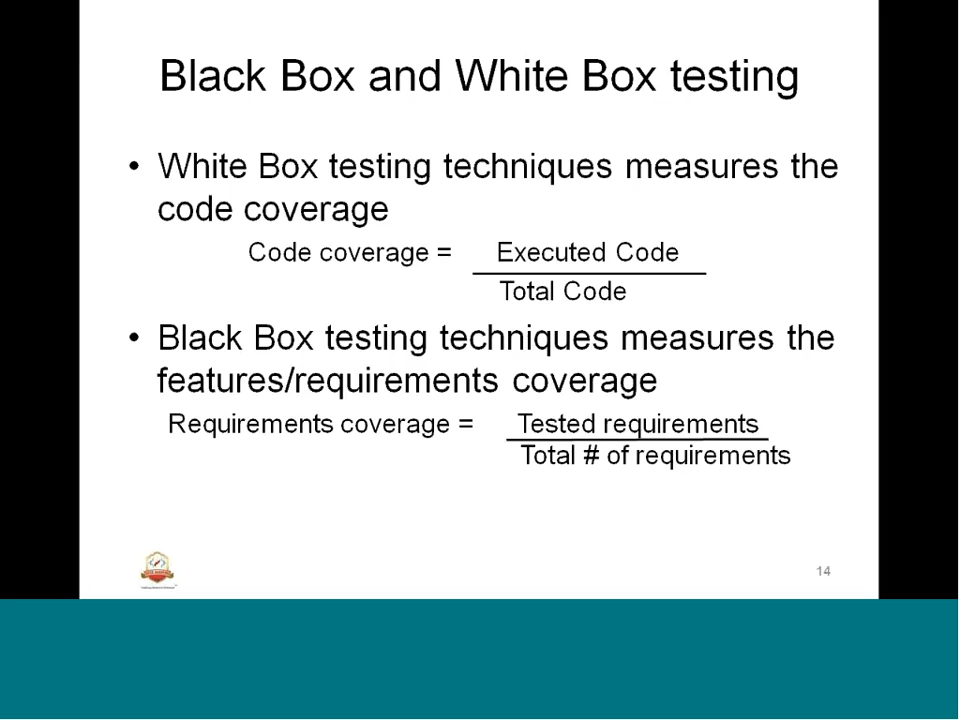 Black Box and White Box testing
• White Box testing techniques measures the
code coverage
Code coverage = Executed Code
Total Code
• Black Box testing techniques measures the
features/requirements coverage
Requirements coverage = Tested requirements
Total # of requirements
14